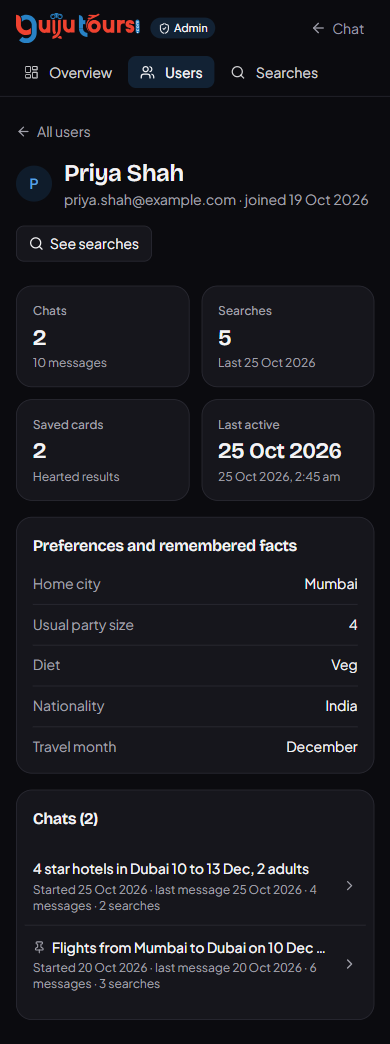 gujjutours
Admin
Chat
Overview
Users
Searches
All users
P
Priya Shah
priya.shah@example.com · joined 19 Oct 2026
See searches
Chats
2
10 messages
Searches
5
Last 25 Oct 2026
Saved cards
2
Hearted results
Last active
25 Oct 2026
25 Oct 2026, 2:45 am
Preferences and remembered facts
Home city Mumbai
Usual party size 4
Diet Veg
Nationality India
Travel month December
Chats (2)
4 star hotels in Dubai 10 to 13 Dec, 2 adults
Started 25 Oct 2026 · last message 25 Oct 2026 · 4
messages · 2 searches
Flights from Mumbai to Dubai on 10 Dec ...
Started 20 Oct 2026 · last message 20 Oct 2026 · 6
messages · 3 searches